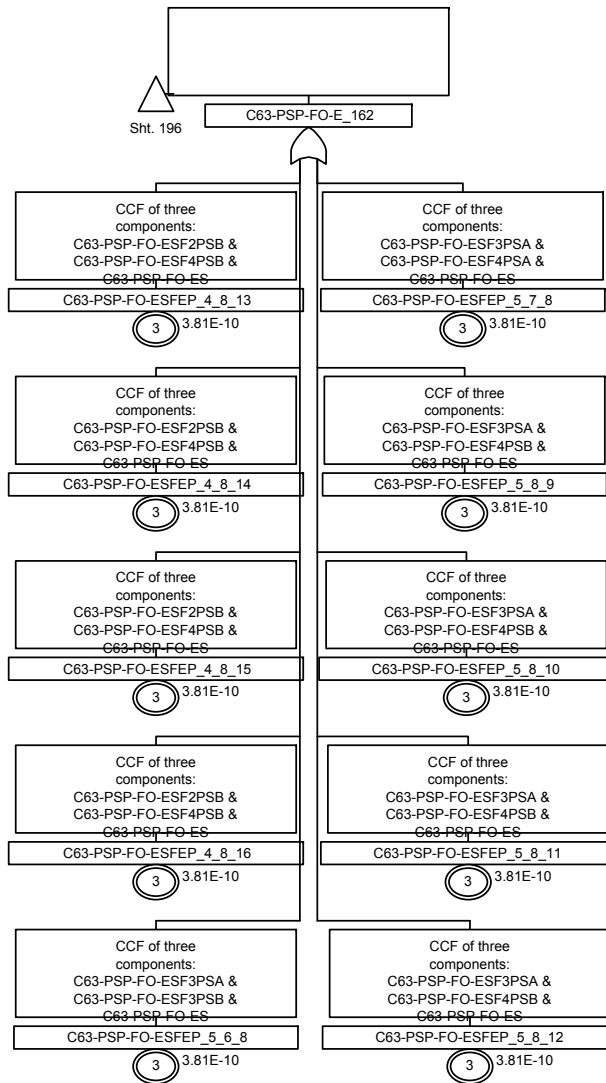 C63-PSP-FO-E_162
Sht. 196
CCF of three
components:
C63-PSP-FO-ESF2PSB &
C63-PSP-FO-ESF4PSB &
C63-PSP-FO-ES
C63-PSP-FO-ESFEP_4_8_13
3
3.81E-10
CCF of three
components:
C63-PSP-FO-ESF3PSA &
C63-PSP-FO-ESF4PSA &
C63-PSP-FO-ES
C63-PSP-FO-ESFEP_5_7_8
3
3.81E-10
CCF of three
components:
C63-PSP-FO-ESF2PSB &
C63-PSP-FO-ESF4PSB &
C63-PSP-FO-ES
C63-PSP-FO-ESFEP_4_8_14
3
3.81E-10
CCF of three
components:
C63-PSP-FO-ESF3PSA &
C63-PSP-FO-ESF4PSB &
C63-PSP-FO-ES
C63-PSP-FO-ESFEP_5_8_9
3
3.81E-10
CCF of three
components:
C63-PSP-FO-ESF2PSB &
C63-PSP-FO-ESF4PSB &
C63-PSP-FO-ES
C63-PSP-FO-ESFEP_4_8_15
3
3.81E-10
CCF of three
components:
C63-PSP-FO-ESF3PSA &
C63-PSP-FO-ESF4PSB &
C63-PSP-FO-ES
C63-PSP-FO-ESFEP_5_8_10
3
3.81E-10
CCF of three
components:
C63-PSP-FO-ESF2PSB &
C63-PSP-FO-ESF4PSB &
C63-PSP-FO-ES
C63-PSP-FO-ESFEP_4_8_16
3
3.81E-10
CCF of three
components:
C63-PSP-FO-ESF3PSA &
C63-PSP-FO-ESF4PSB &
C63-PSP-FO-ES
C63-PSP-FO-ESFEP_5_8_11
3
3.81E-10
CCF of three
components:
C63-PSP-FO-ESF3PSA &
C63-PSP-FO-ESF3PSB &
C63-PSP-FO-ES
C63-PSP-FO-ESFEP_5_6_8
3
3.81E-10
CCF of three
components:
C63-PSP-FO-ESF3PSA &
C63-PSP-FO-ESF4PSB &
C63-PSP-FO-ES
C63-PSP-FO-ESFEP_5_8_12
3
3.81E-10